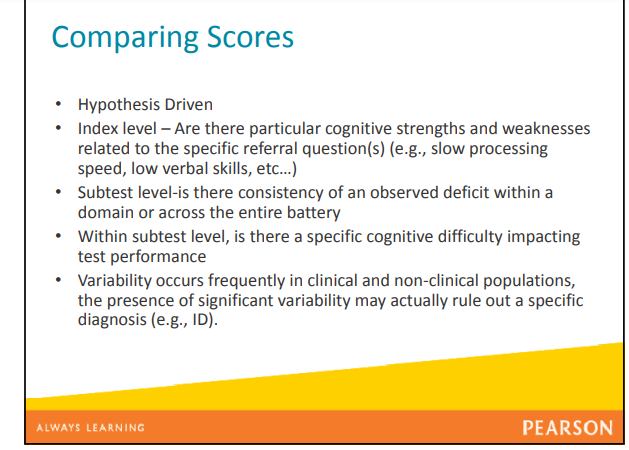 Comparing Scores
• Hypothesis Driven
• Index level – Are there particular cognitive strengths and weaknesses
related to the specific referral question(s) (e.g., slow processing
speed, low verbal skills, etc…)
• Subtest level-is there consistency of an observed deficit within a
domain or across the entire battery
• Within subtest level, is there a specific cognitive difficulty impacting
test performance
• Variability occurs frequently in clinical and non-clinical populations,
the presence of significant variability may actually rule out a specific
diagnosis (e.g., ID).
ALWAYS LEARNING
PEARSON